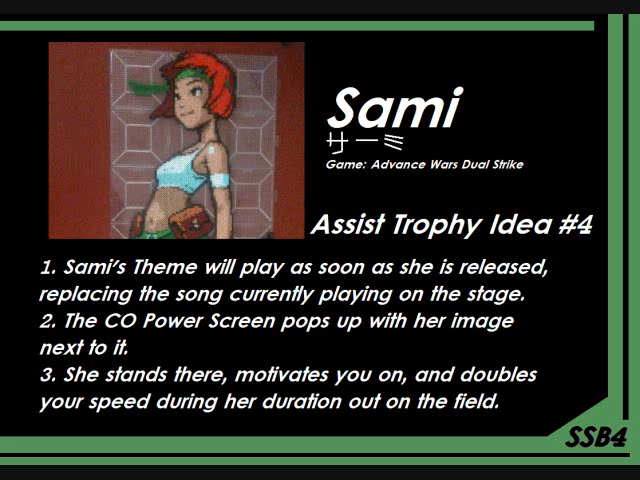 Sami
サーミ
Game: Advance Wars Dual Strike
Assist Trophy Idea #4
1. Sami's Theme will play as soon as she is released,
replacing the song currently playing on the stage.
2. The CO Power Screen pops up with her image
next to it.
3. She stands there, motivates you on, and doubles
your speed during her duration out on the field.
SSB4